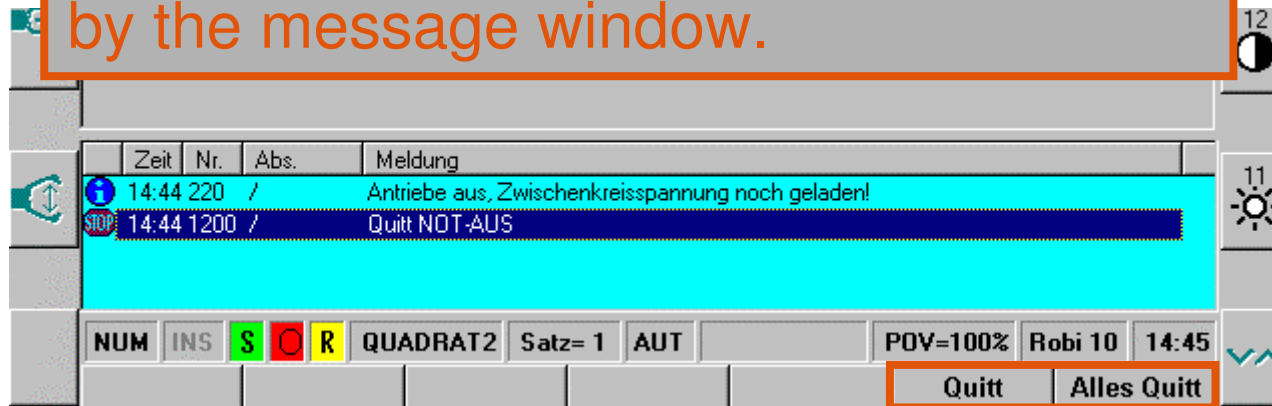 by the message window.
12
Zeit Nr. Abs. Meldung
14:44 220 / Antriebe aus, Zwischenkreisspannung noch geladen!
STOP 14:44 1200 / Quitt NOT-AUS
11
NUM INS S O R QUADRAT2 Satz= 1 AUT POV=100% Robi 10 14:45
Quitt Alles Quitt